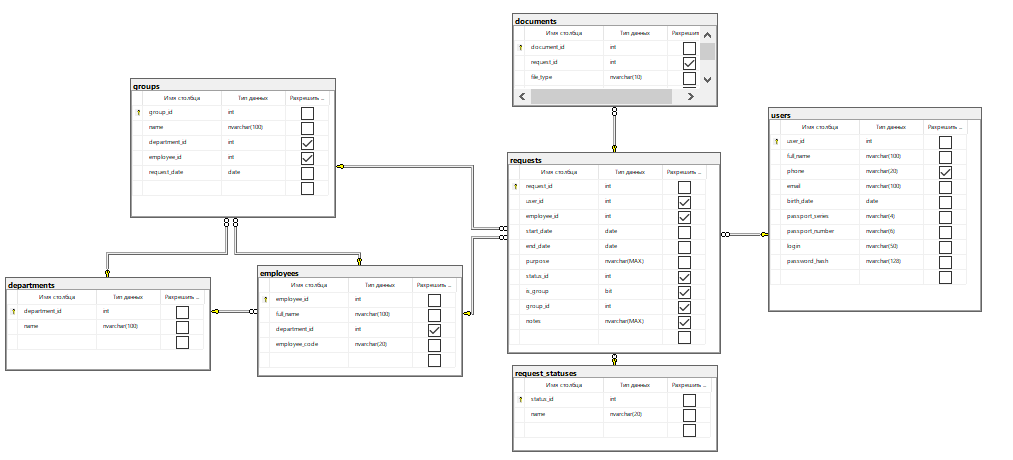 documents
Имя столбца Тип данных Разрешит
document_id int
request_id int
file_type nvarchar(10)
groups
Имя столбца Тип данных Разрешить ...
group_id int
name nvarchar(100)
department_id int
employee_id int
request_date date
users
Имя столбца Тип данных Разрешить ...
user_id int
full_name nvarchar(100)
phone nvarchar(20)
email nvarchar(100)
birth_date date
passport_series nvarchar(4)
passport_number nvarchar(6)
login nvarchar(50)
password_hash nvarchar(128)
requests
Имя столбца Тип данных Разрешить ...
request_id int
user_id int
employee_id int
start_date date
end_date date
purpose nvarchar(MAX)
status_id int
is_group bit
group_id int
notes nvarchar(MAX)
departments
Имя столбца Тип данных Разрешить ...
department_id int
name nvarchar(100)
employees
Имя столбца Тип данных Разрешить ...
employee_id int
full_name nvarchar(100)
department_id int
employee_code nvarchar(20)
request_statuses
Имя столбца Тип данных Разрешить ...
status_id int
name nvarchar(20)